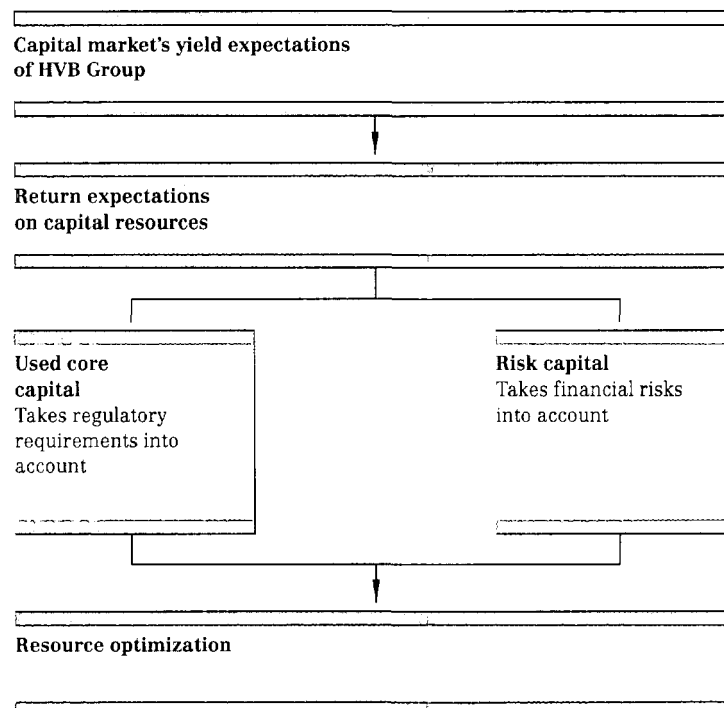 Capital market's yield expectations
of HVB Group
Return expectations
on capital resources
Used core
capital
Takes regulatory
requirements into
account
Risk capital
Takes financial risks
into account
Resource optimization